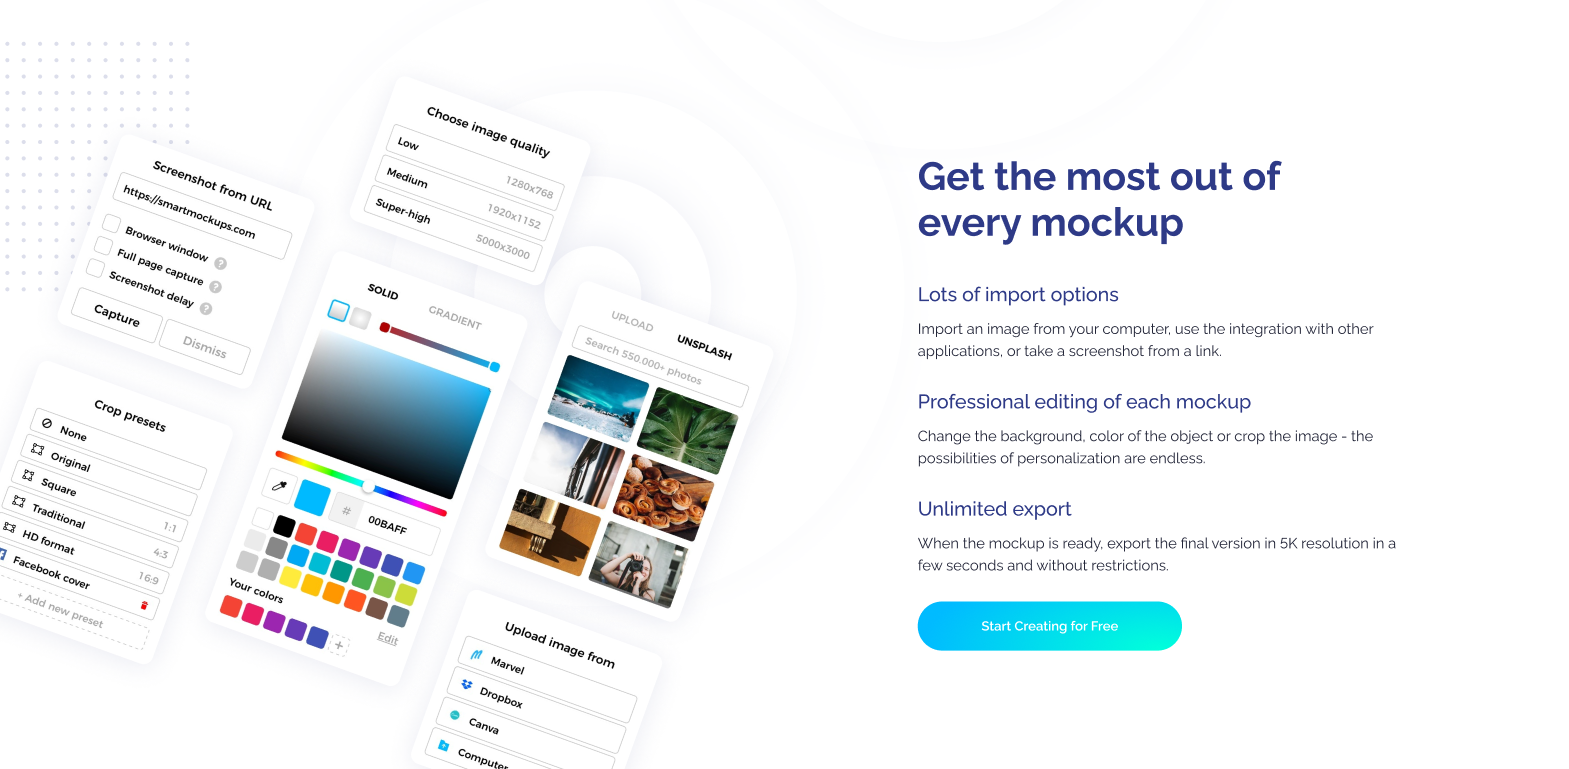 Choose image quality
Low 1280x768
Medium 1920x1152
Super-high 5000x3000
Screenshot from URL
https://smartmockups.com
Browser window ?
Full page capture ?
Screenshot delay ?
Capture Dismiss
SOLID GRADIENT
# 00BAFF
Your colors
Edit
+
UPLOAD UNSPLASH
Search 550.000+ photos
Crop presets
None
Original
Square 1:1
Traditional 4:3
HD format 16:9
Facebook cover
+ Add new preset
Upload image from
Marvel
Dropbox
Canva
Computer
Get the most out of
every mockup
Lots of import options
Import an image from your computer, use the integration with other
applications, or take a screenshot from a link.
Professional editing of each mockup
Change the background, color of the object or crop the image - the
possibilities of personalization are endless.
Unlimited export
When the mockup is ready, export the final version in 5K resolution in a
few seconds and without restrictions.
Start Creating for Free